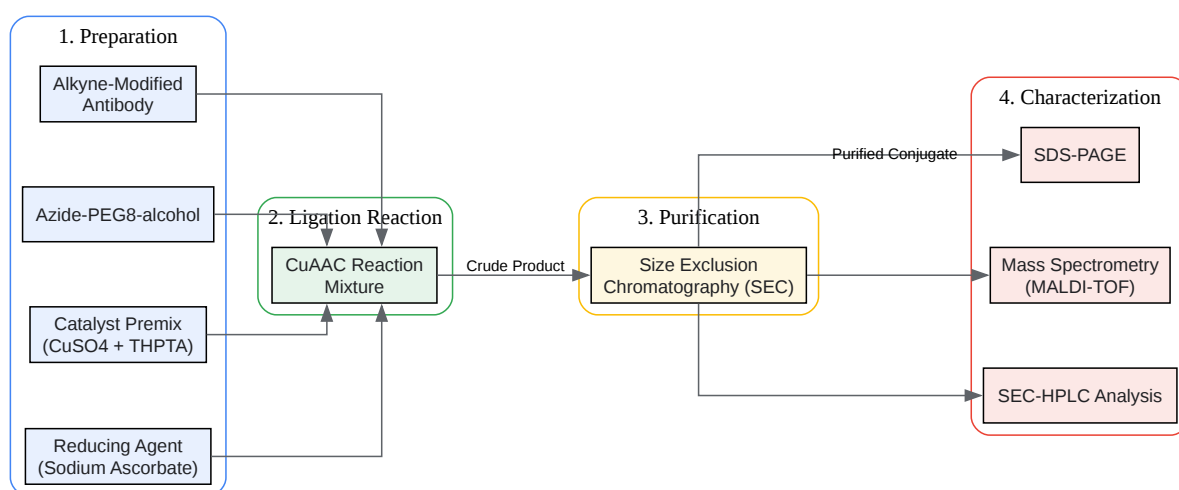 1. Preparation
Alkyne-Modified
Antibody
Azide-PEG8-alcohol
Catalyst Premix
(CuSO4 + THPTA)
Reducing Agent
(Sodium Ascorbate)
2. Ligation Reaction
CuAAC Reaction
Mixture
Crude Product
3. Purification
Size Exclusion
Chromatography (SEC)
Purified Conjugate
4. Characterization
SDS-PAGE
Mass Spectrometry
(MALDI-TOF)
SEC-HPLC Analysis